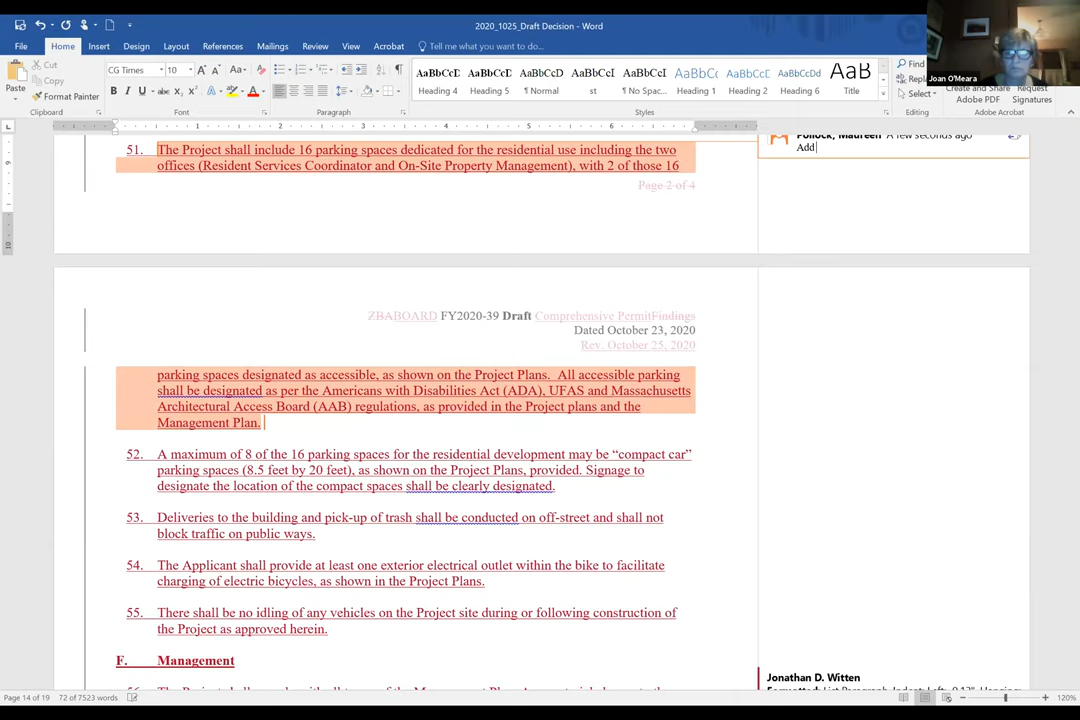 2020_1025_Draft Decision - Word
File Home Insert Design Layout References Mailings Review View Acrobat Tell me what you want to do...
Joan O'Meara
Paste
Cut
Copy
Format Painter
Clipboard
CG Times 10
Font
Paragraph
AaBbCcD Heading 4
AaBbCcD Heading 5
AaBbCcD ¶ Normal
AaBbCcI st
AaBbCcL ¶ No Spac...
AaBbCc Heading 1
AaBbCc Heading 2
AaBbCcDd Heading 6
AaB Title
Styles
Find
Select
Editing
Create and Share Adobe PDF
Request Signatures
Adobe Acrobat
Pollock, Maureen A few seconds ago
Add
51. The Project shall include 16 parking spaces dedicated for the residential use including the two
offices (Resident Services Coordinator and On-Site Property Management), with 2 of those 16
Page 2 of 4
ZBABOARD FY2020-39 Draft Comprehensive PermitFindings
Dated October 23, 2020
Rev. October 25, 2020
parking spaces designated as accessible, as shown on the Project Plans. All accessible parking
shall be designated as per the Americans with Disabilities Act (ADA), UFAS and Massachusetts
Architectural Access Board (AAB) regulations, as provided in the Project plans and the
Management Plan.
52. A maximum of 8 of the 16 parking spaces for the residential development may be “compact car”
parking spaces (8.5 feet by 20 feet), as shown on the Project Plans, provided. Signage to
designate the location of the compact spaces shall be clearly designated.
53. Deliveries to the building and pick-up of trash shall be conducted on off-street and shall not
block traffic on public ways.
54. The Applicant shall provide at least one exterior electrical outlet within the bike to facilitate
charging of electric bicycles, as shown in the Project Plans.
55. There shall be no idling of any vehicles on the Project site during or following construction of
the Project as approved herein.
F. Management
Jonathan D. Witten
Page 14 of 19 72 of 7523 words
120%